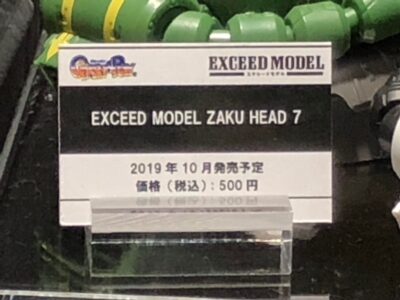 EXCEED MODEL
エクシードモデル
EXCEED MODEL ZAKU HEAD 7
2019年10月発売予定
価格（税込）：500円